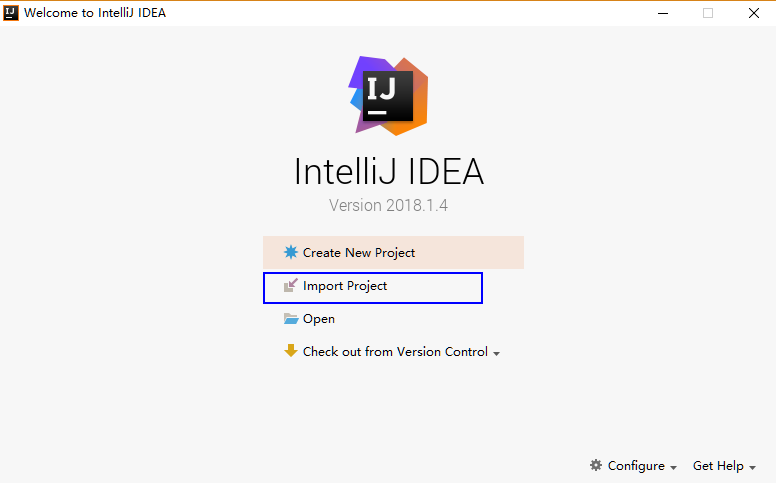 IJ Welcome to IntelliJ IDEA
IJ
IntelliJ IDEA
Version 2018.1.4
Create New Project
Import Project
Open
Check out from Version Control
Configure Get Help